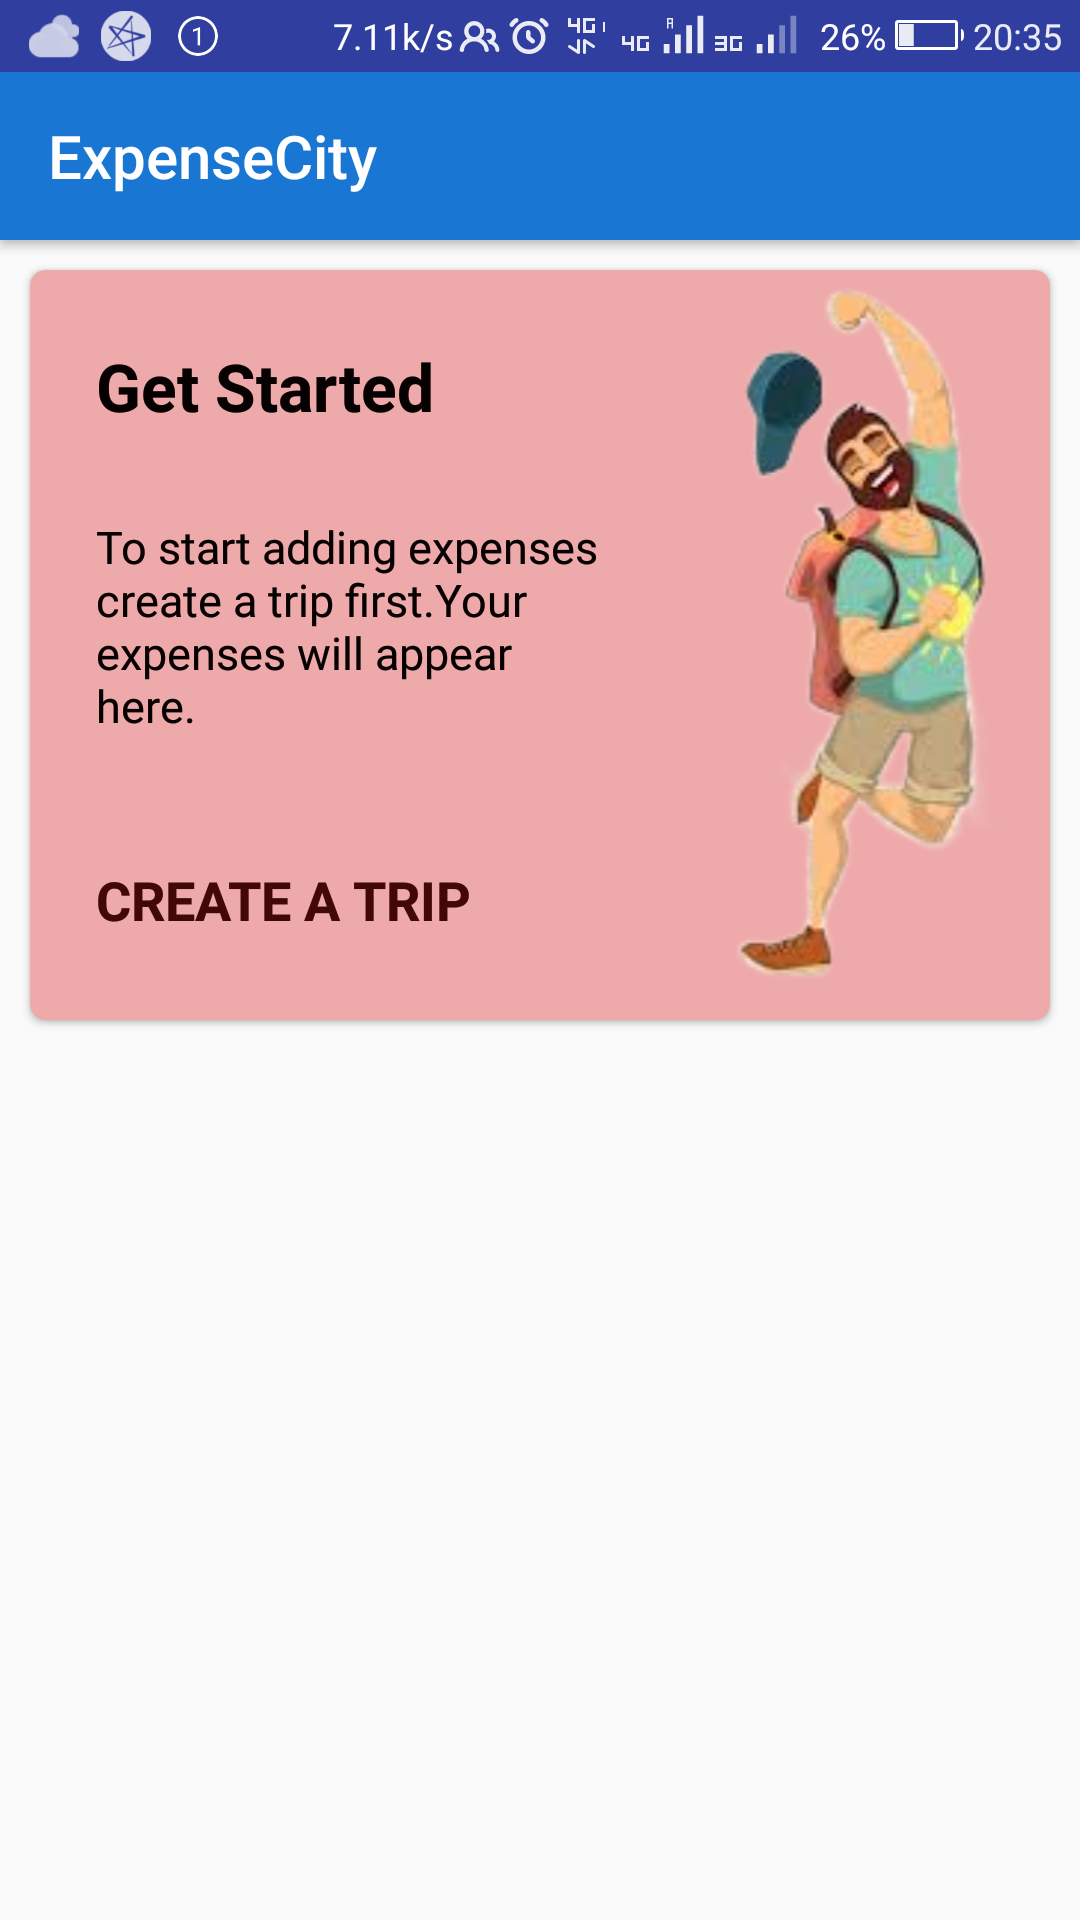 1 7.11k/s 4G 4G R 3G 26% 20:35
ExpenseCity
Get Started
To start adding expenses
create a trip first.Your
expenses will appear
here.
CREATE A TRIP